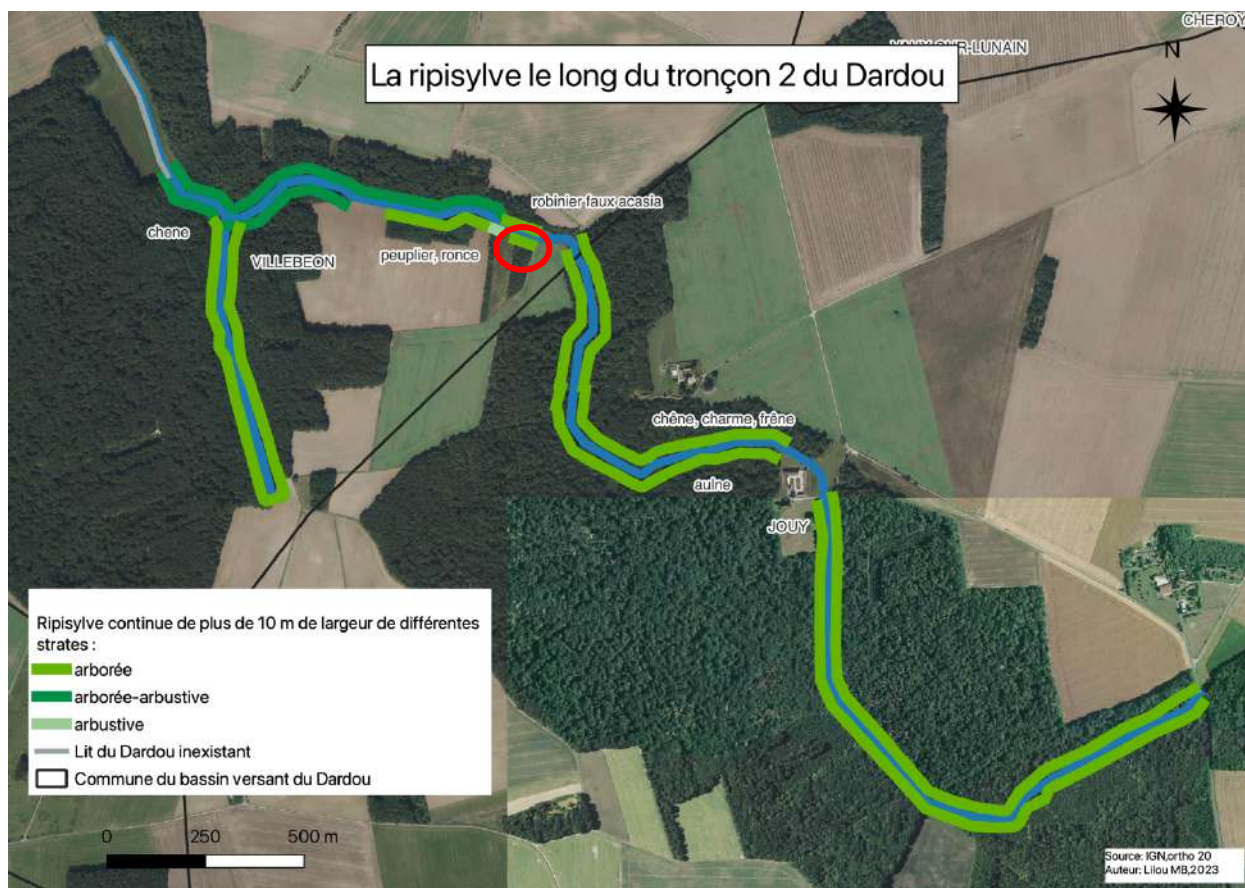 CHEROY
VAUX-SUR-LUNAIN
La ripisylve le long du tronçon 2 du Dardou
N
robinier faux acasia
chene
VILLEBEON
peuplier, ronce
chêne, charme, frêne
aulne
JOUY
Ripisylve continue de plus de 10 m de largeur de différentes
strates :
arborée
arborée-arbustive
arbustive
Lit du Dardou inexistant
Commune du bassin versant du Dardou
0 250 500 m
Source: IGN,ortho 20
Auteur: Lilou MB,2023